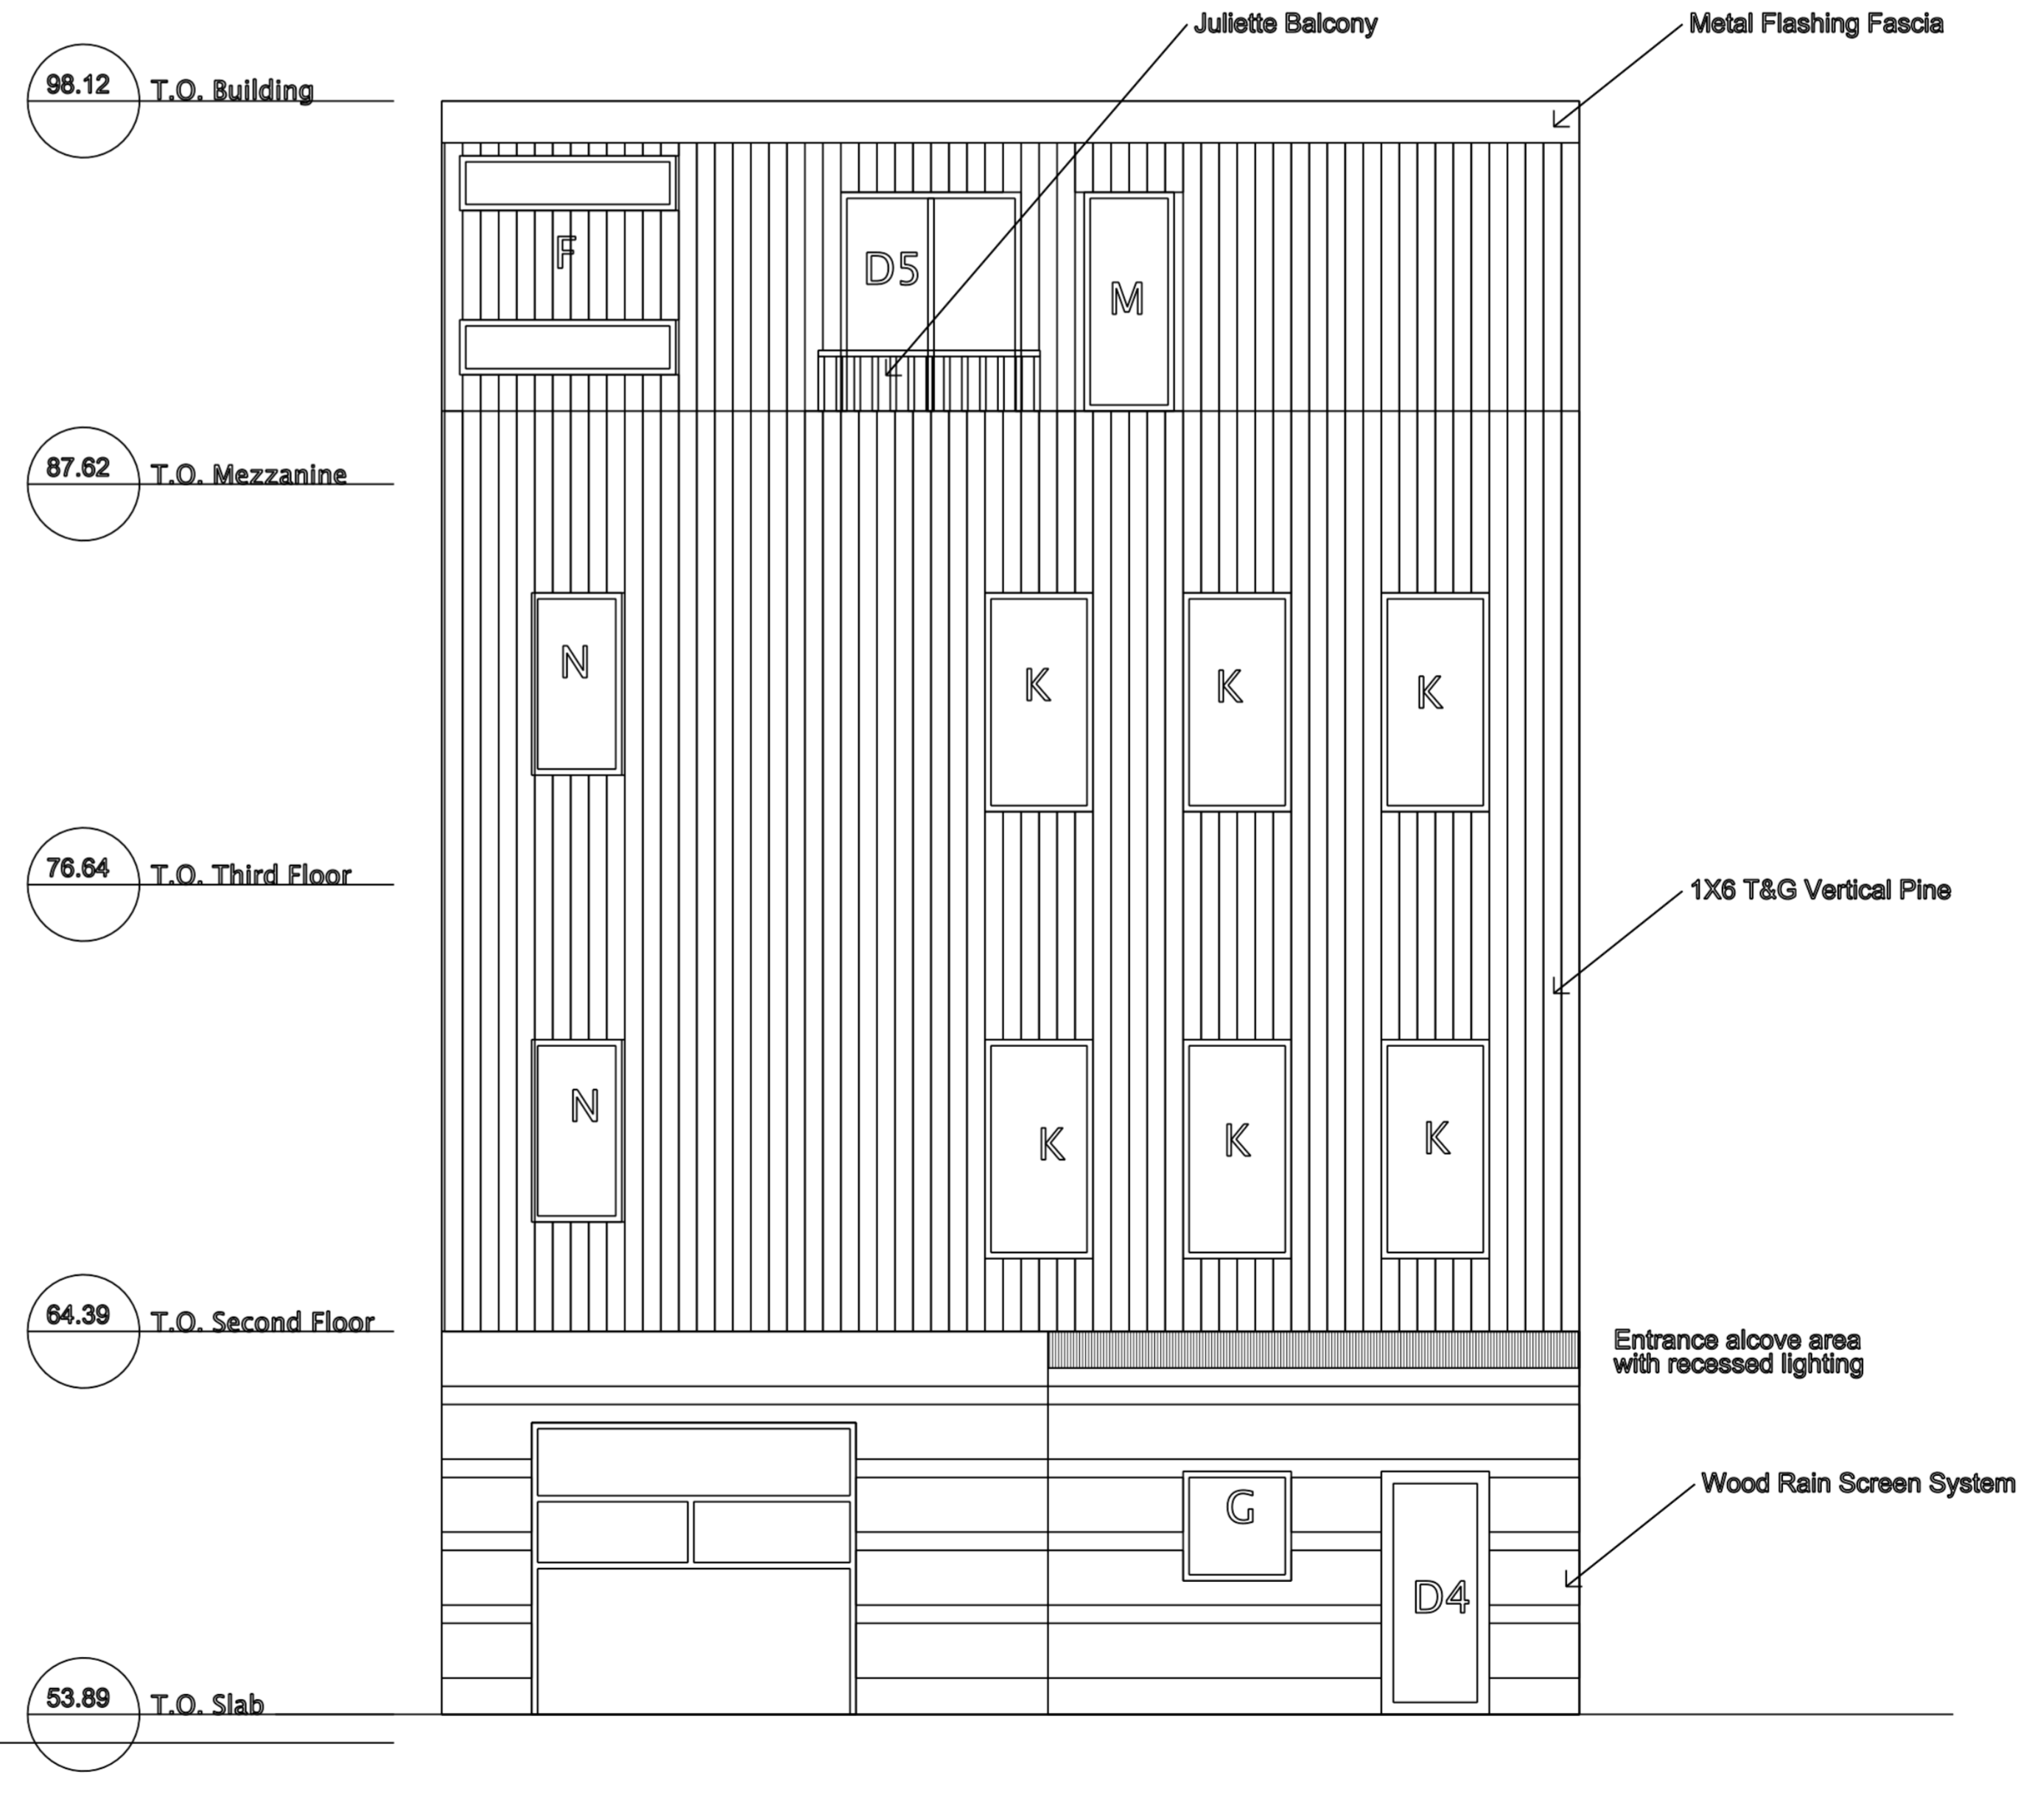 Juliette Balcony
Metal Flashing Fascia
98.12 T.O. Building
F
D5
M
87.62 T.O. Mezzanine
N
K
K
K
76.64 T.O. Third Floor
1X6 T&G Vertical Pine
N
K
K
K
64.39 T.O. Second Floor
Entrance alcove area
with recessed lighting
Wood Rain Screen System
G
D4
53.89 T.O. Slab